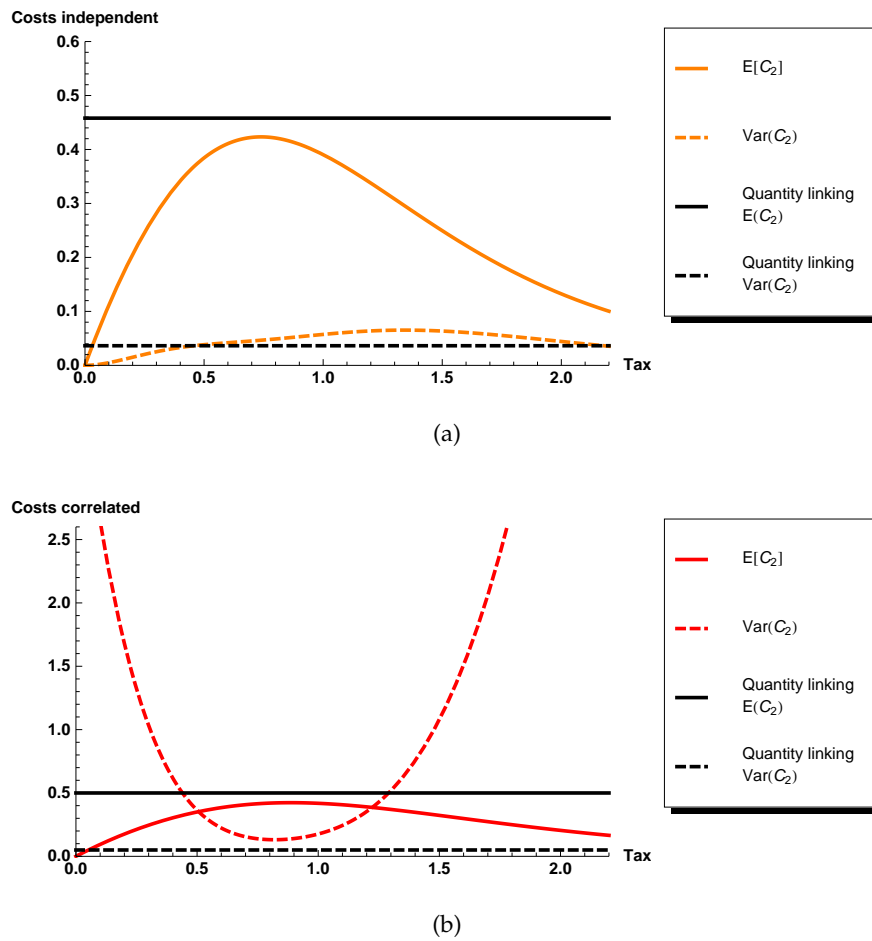 Costs independent
0.6
0.5
0.4
0.3
0.2
0.1
0.0
0.0
0.5
1.0
1.5
2.0
Tax
E[C₂]
Var(C₂)
Quantity linking
E(C₂)
Quantity linking
Var(C₂)
(a)
Costs correlated
2.5
2.0
1.5
1.0
0.5
0.0
0.0
0.5
1.0
1.5
2.0
Tax
E[C₂]
Var(C₂)
Quantity linking
E(C₂)
Quantity linking
Var(C₂)
(b)